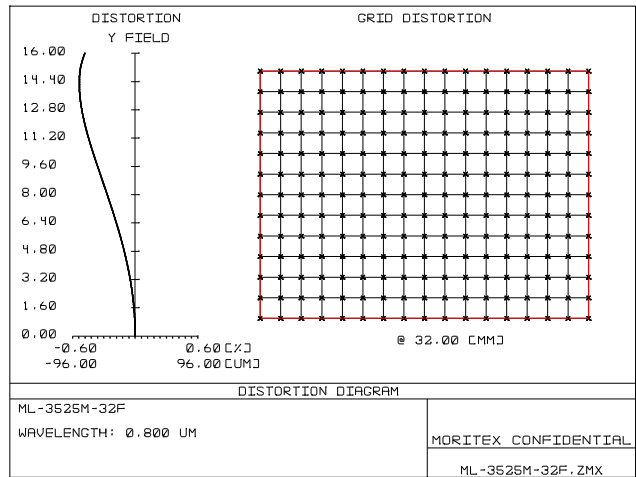 DISTORTION
Y FIELD
GRID DISTORTION
16.00
14.40
12.80
11.20
9.60
8.00
6.40
4.80
3.20
1.60
0.00
-0.60 0.60 [%]
-96.00 96.00 [UM]
@ 32.00 [MM]
DISTORTION DIAGRAM
ML-3525M-32F
WAVELENGTH: 0.800 UM
MORITEX CONFIDENTIAL
ML-3525M-32F.ZMX